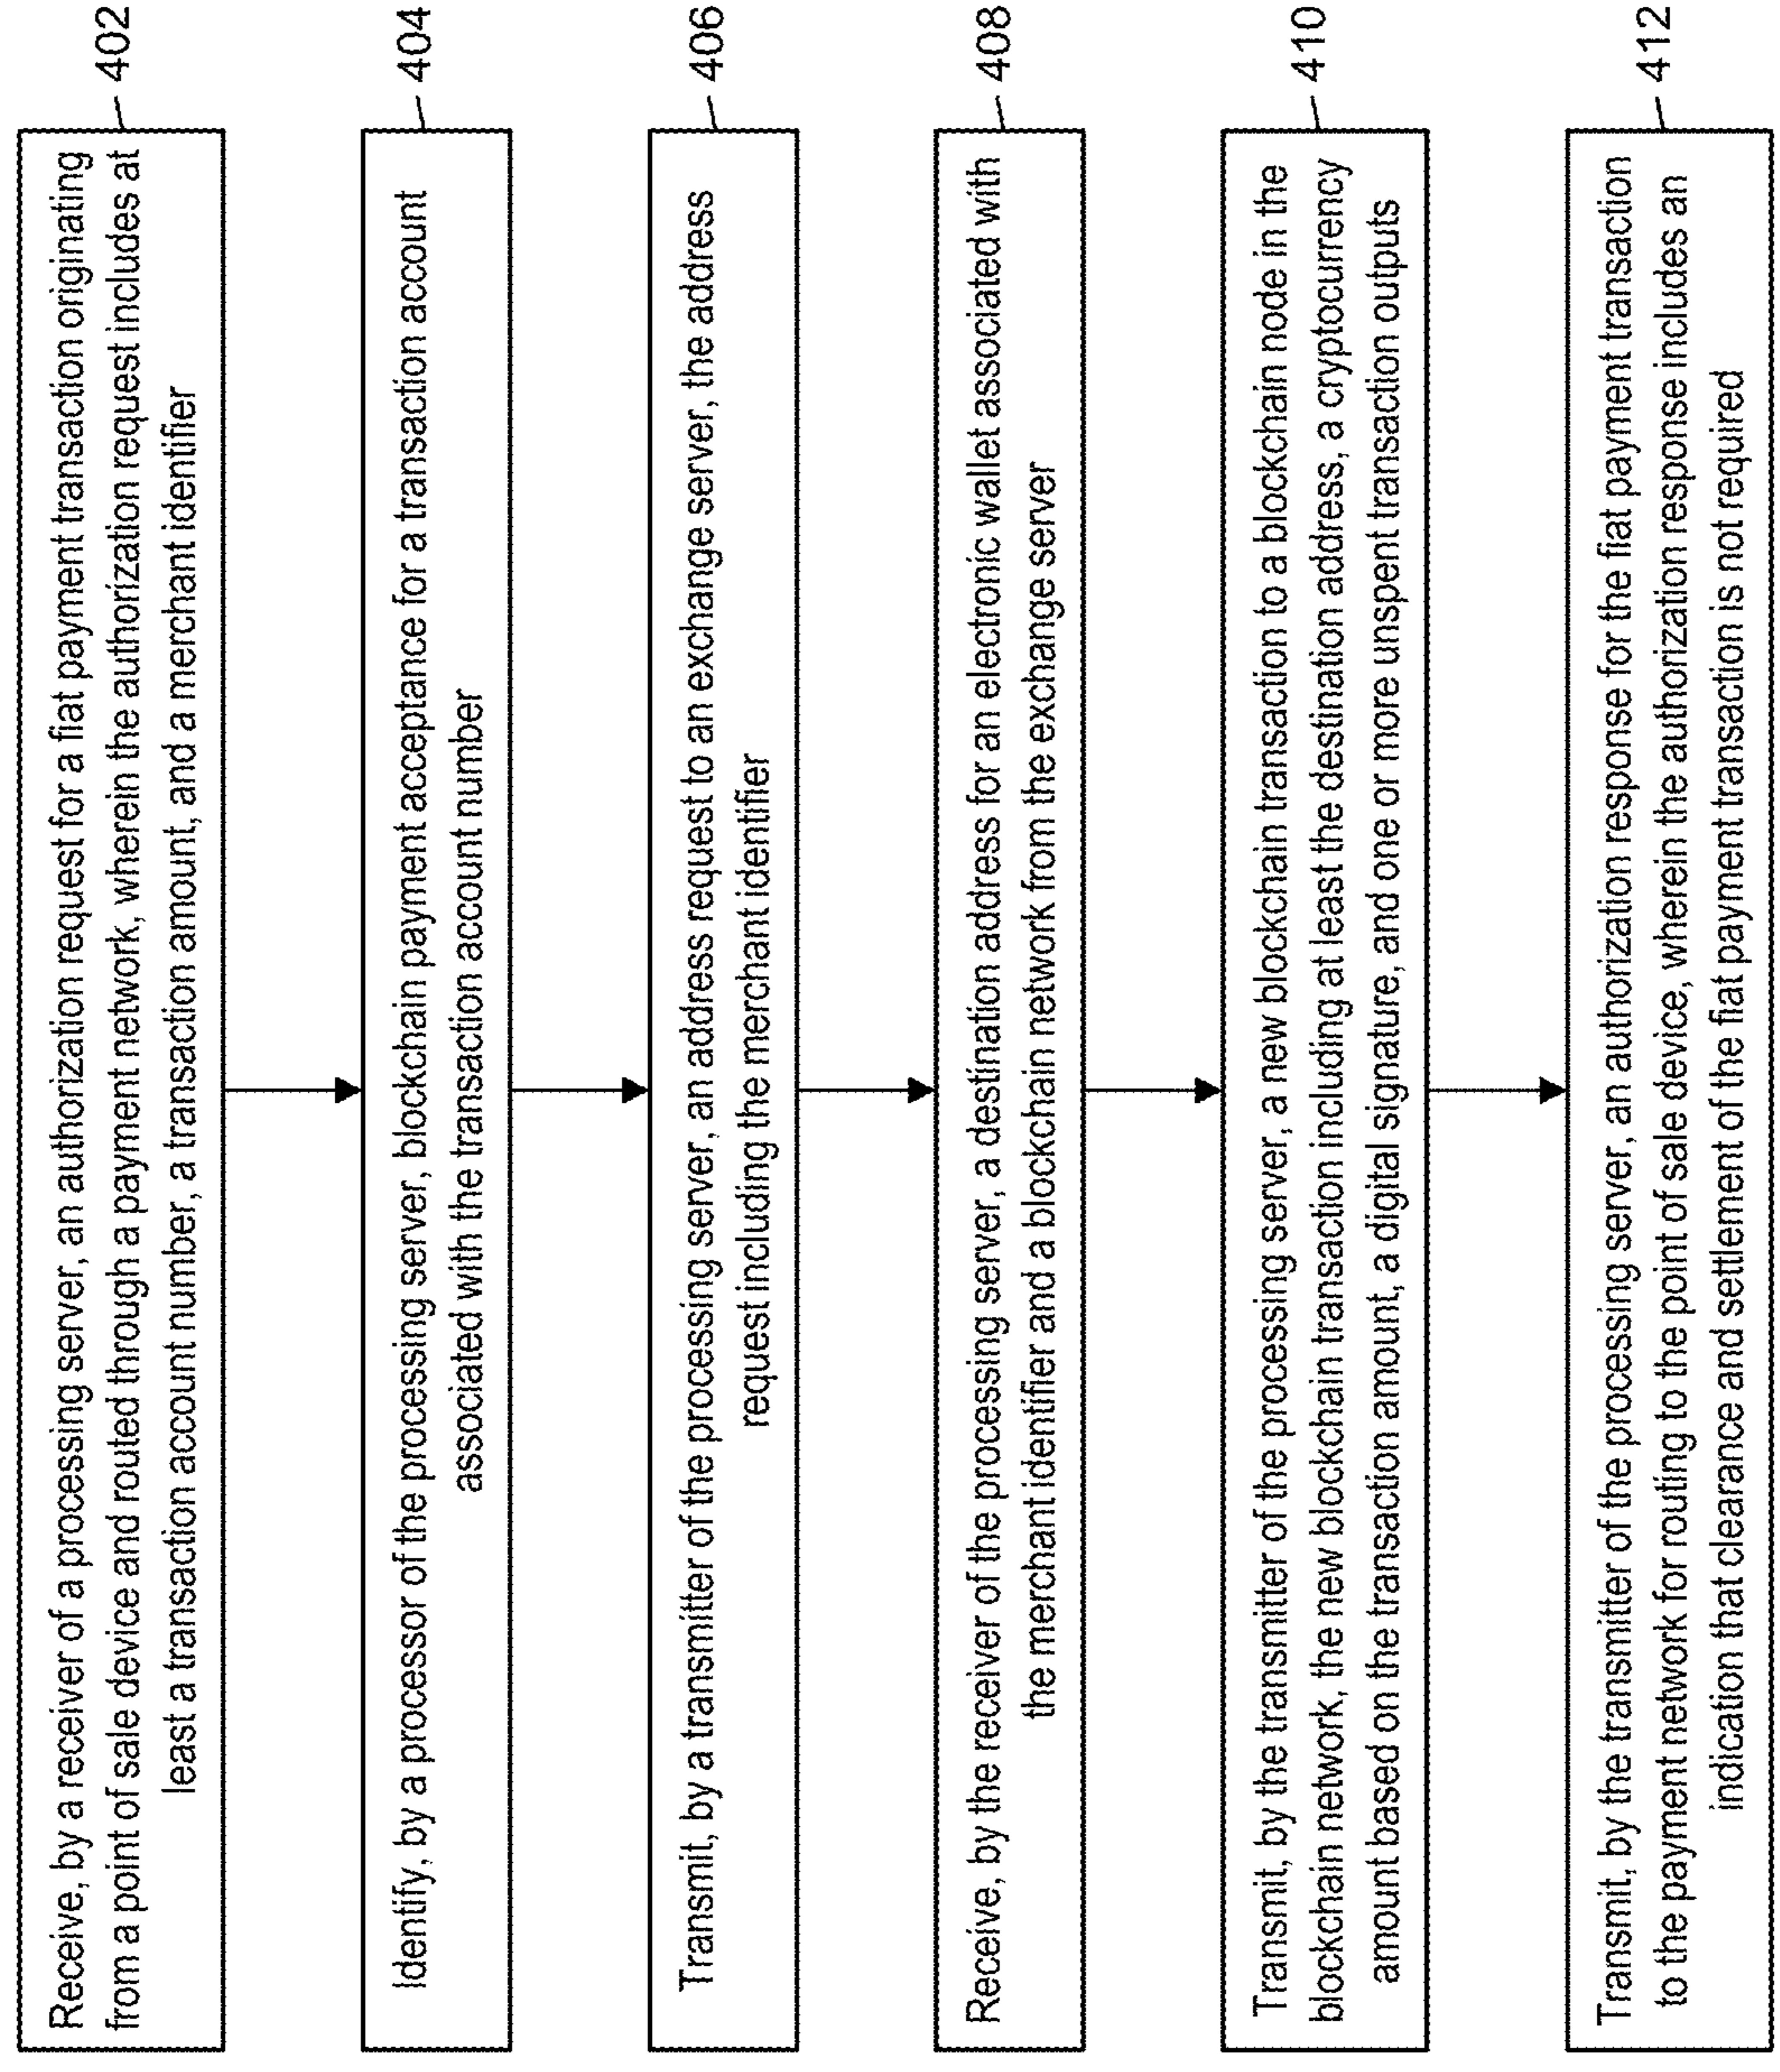 Receive, by a receiver of a processing server, an authorization request for a fiat payment transaction originating
from a point of sale device and routed through a payment network, wherein the authorization request includes at
least a transaction account number, a transaction amount, and a merchant identifier
402
Identify, by a processor of the processing server, blockchain payment acceptance for a transaction account
associated with the transaction account number
404
Transmit, by a transmitter of the processing server, an address request to an exchange server, the address
request including the merchant identifier
406
Receive, by the receiver of the processing server, a destination address for an electronic wallet associated with
the merchant identifier and a blockchain network from the exchange server
408
Transmit, by the transmitter of the processing server, a new blockchain transaction to a blockchain node in the
blockchain network, the new blockchain transaction including at least the destination address, a cryptocurrency
amount based on the transaction amount, a digital signature, and one or more unspent transaction outputs
410
Transmit, by the transmitter of the processing server, an authorization response for the fiat payment transaction
to the payment network for routing to the point of sale device, wherein the authorization response includes an
indication that clearance and settlement of the fiat payment transaction is not required
412